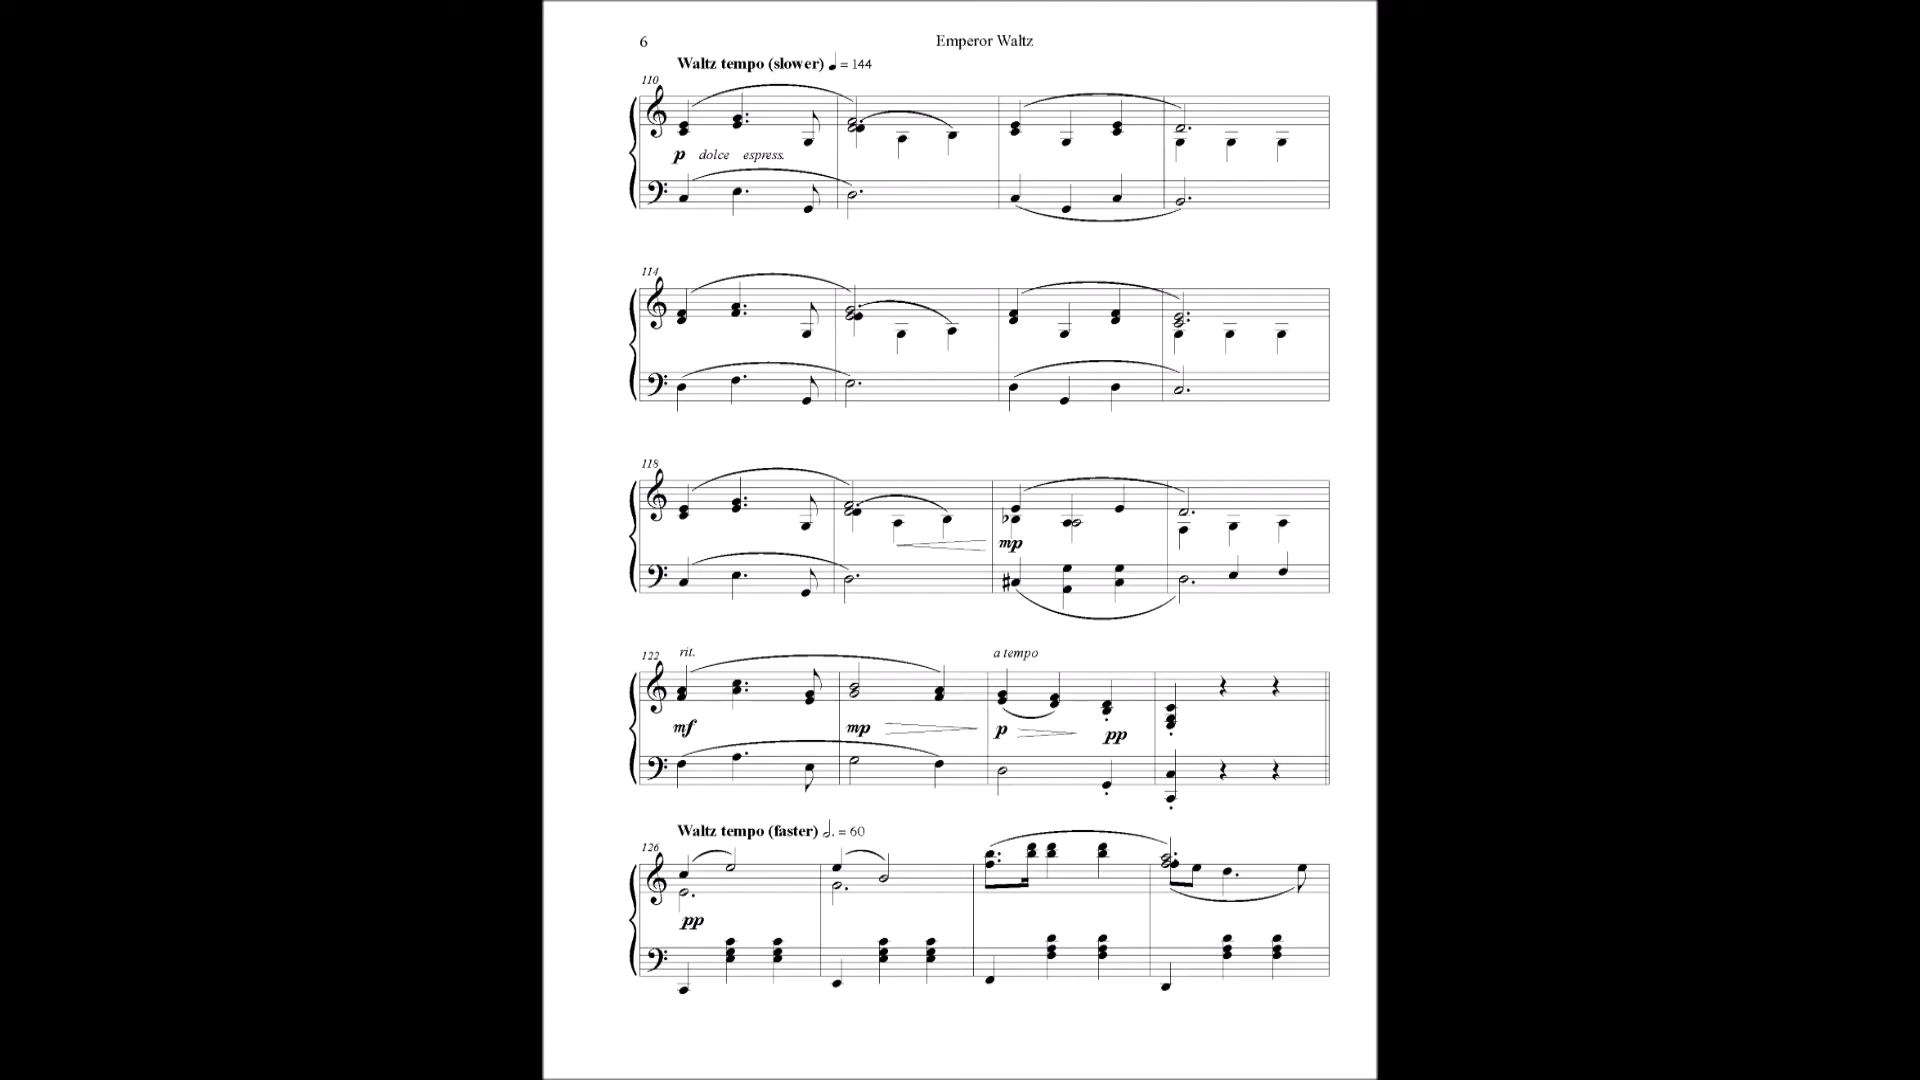 6 Emperor Waltz
Waltz tempo (slower) ♩ = 144
110
p dolce espress.
114
118
mp
122 rit. a tempo
mf mp p pp
Waltz tempo (faster) 𝅗𝅥. = 60
126
pp